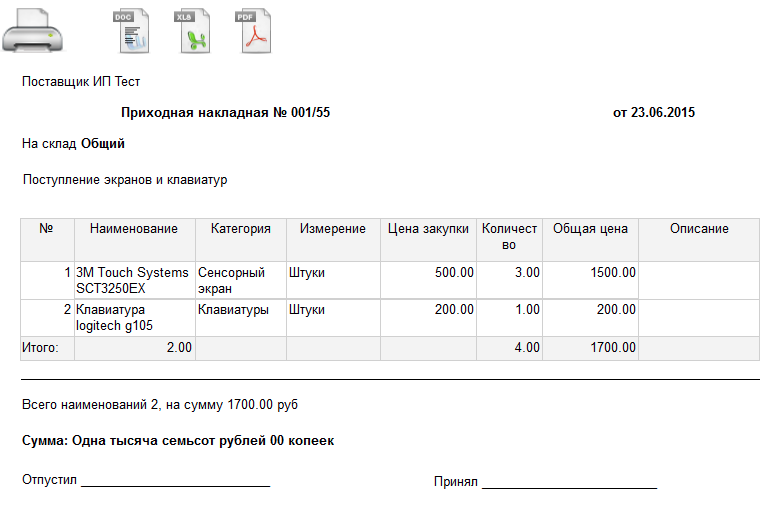 DOC XLS PDF
Поставщик ИП Тест
Приходная накладная № 001/55 от 23.06.2015
На склад Общий
Поступление экранов и клавиатур
№ Наименование Категория Измерение Цена закупки Количест Общая цена Описание
во
1 3M Touch Systems Сенсорный Штуки 500.00 3.00 1500.00
SCT3250EX экран
2 Клавиатура Клавиатуры Штуки 200.00 1.00 200.00
logitech g105
Итого: 2.00 4.00 1700.00
Всего наименований 2, на сумму 1700.00 руб
Сумма: Одна тысяча семьсот рублей 00 копеек
Отпустил __________________________ Принял ________________________